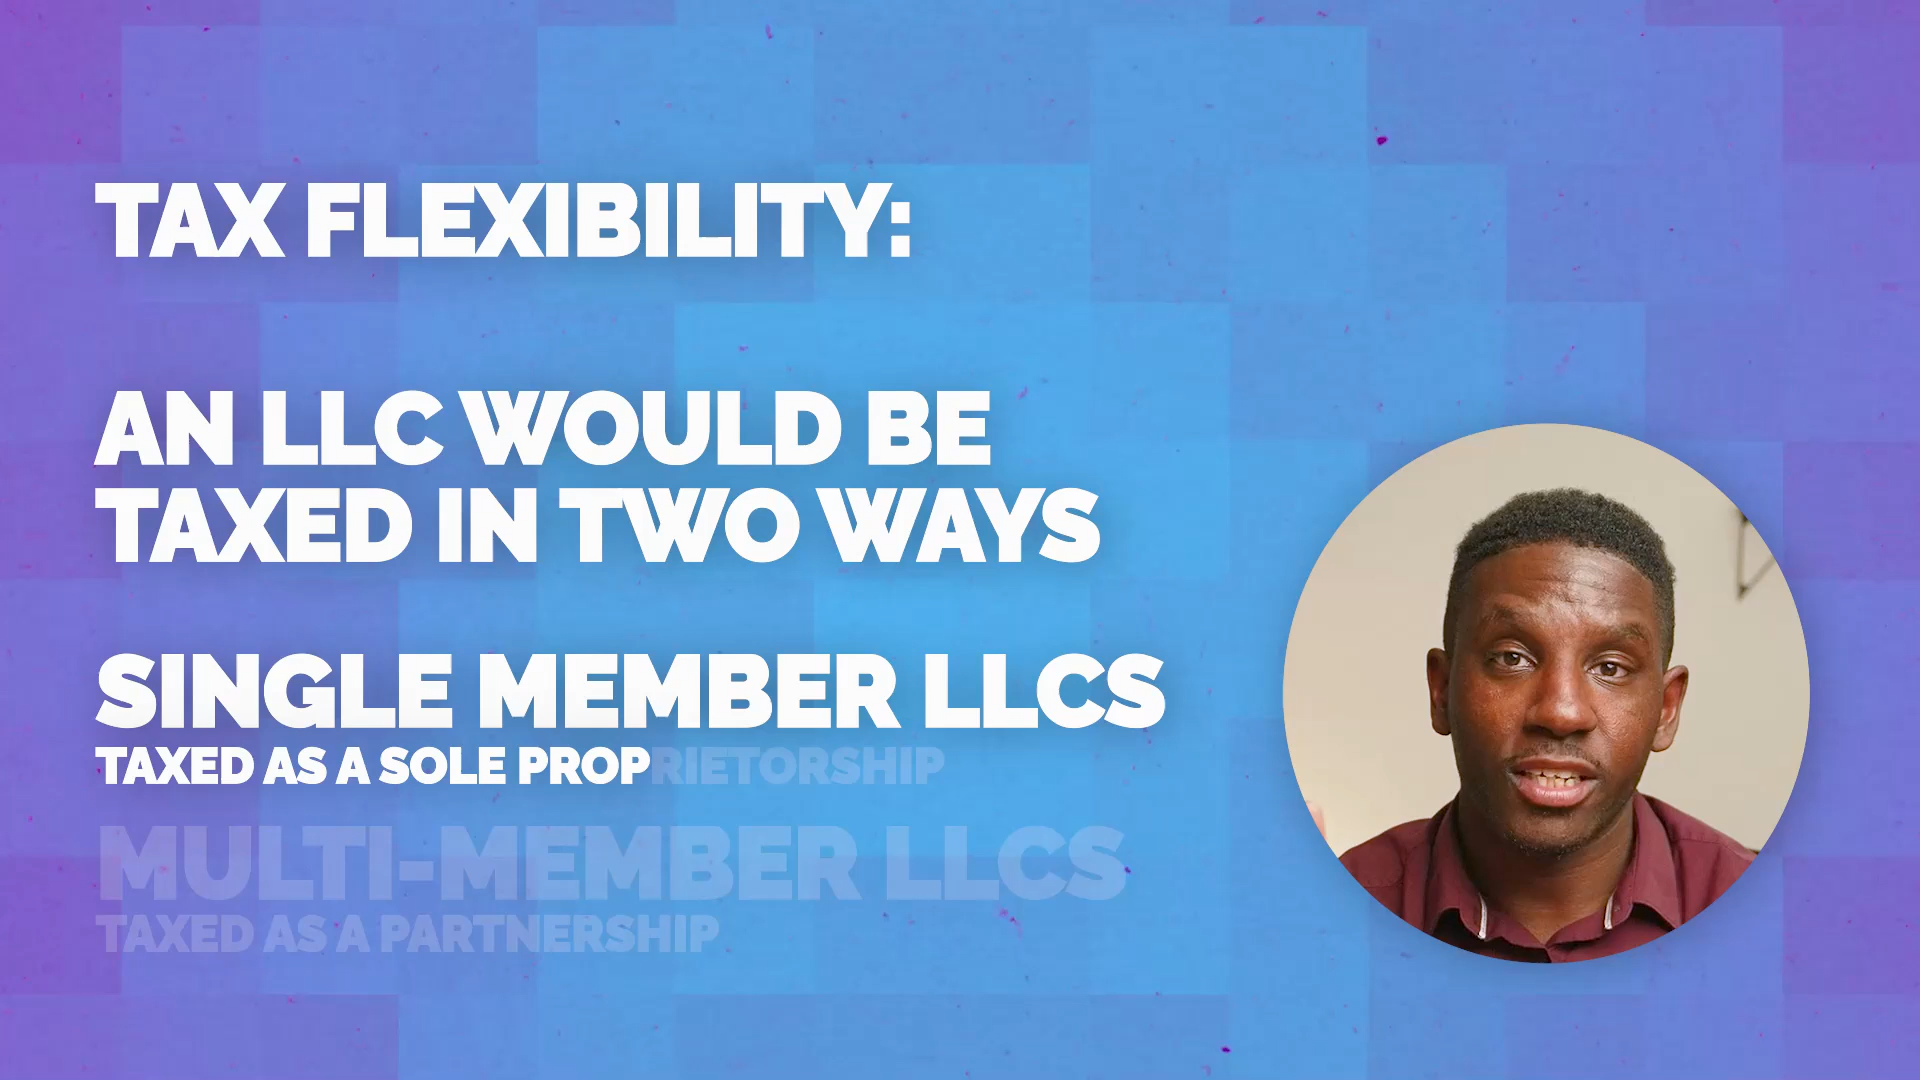 TAX FLEXIBILITY:
AN LLC WOULD BE
TAXED IN TWO WAYS
SINGLE MEMBER LLCS
TAXED AS A SOLE PROPRIETORSHIP
MULTI-MEMBER LLCS
TAXED AS A PARTNERSHIP